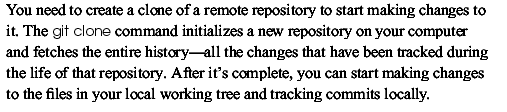 You need to create a clone of a remote repository to start making changes to
it. The git clone command initializes a new repository on your computer
and fetches the entire history—all the changes that have been tracked during
the life of that repository. After it’s complete, you can start making changes
to the files in your local working tree and tracking commits locally.